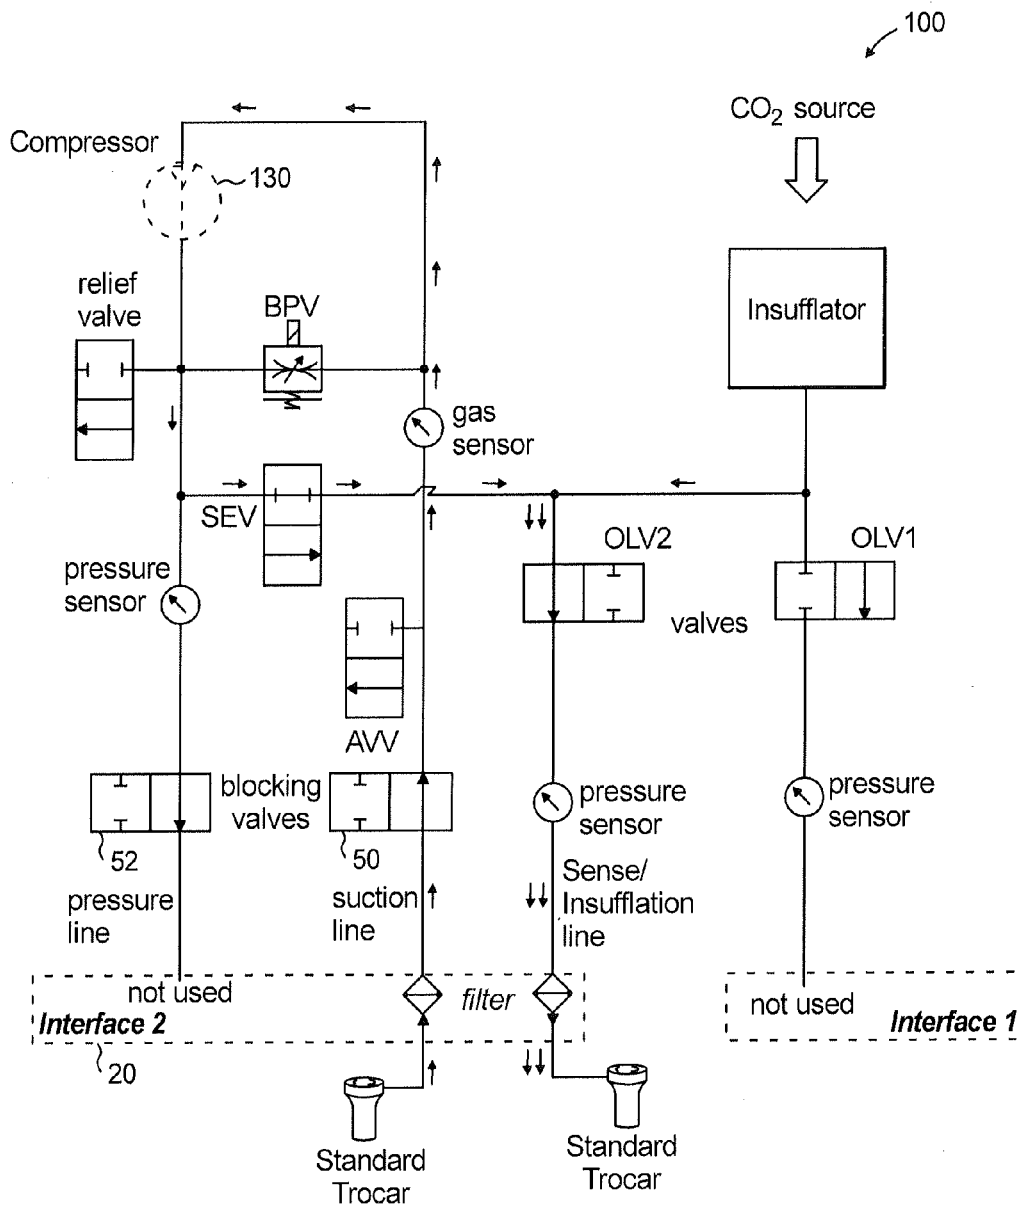 100
CO2 source
Compressor
130
relief
valve
BPV
Insufflator
gas
sensor
SEV
OLV2
OLV1
pressure
sensor
valves
AVV
blocking
valves
pressure
sensor
pressure
sensor
52
50
pressure
line
suction
line
Sense/
Insufflation
line
not used
filter
not used
Interface 2
Interface 1
20
Standard
Trocar
Standard
Trocar